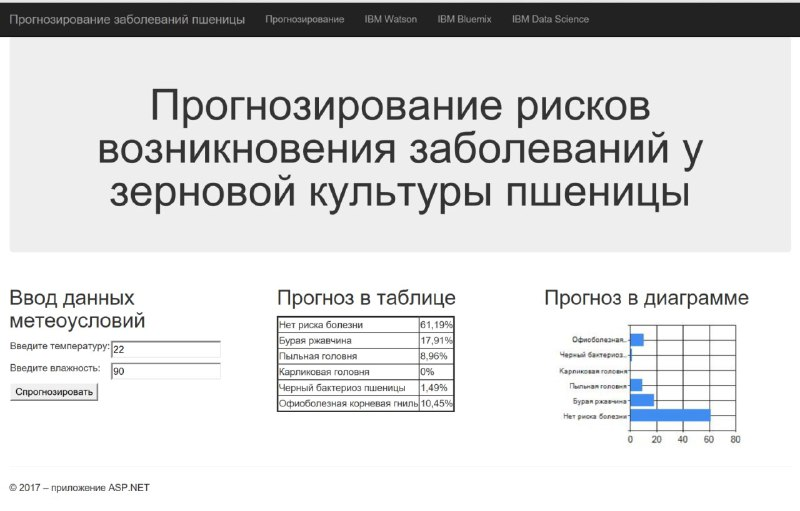 Прогнозирование заболеваний пшеницы Прогнозирование IBM Watson IBM Bluemix IBM Data Science
Прогнозирование рисков
возникновения заболеваний у
зерновой культуры пшеницы
Ввод данных
метеоусловий
Введите температуру: 22
Введите влажность: 90
Спрогнозировать
Прогноз в таблице
Нет риска болезни 61,19%
Бурая ржавчина 17,91%
Пыльная головня 8,96%
Карликовая головня 0%
Черный бактериоз пшеницы 1,49%
Офиоболезная корневая гниль 10,45%
Прогноз в диаграмме
Офиоболезная...
Черный бактериоз...
Карликовая головня
Пыльная головня
Бурая ржавчина
Нет риска болезни
0 20 40 60 80
© 2017 – приложение ASP.NET